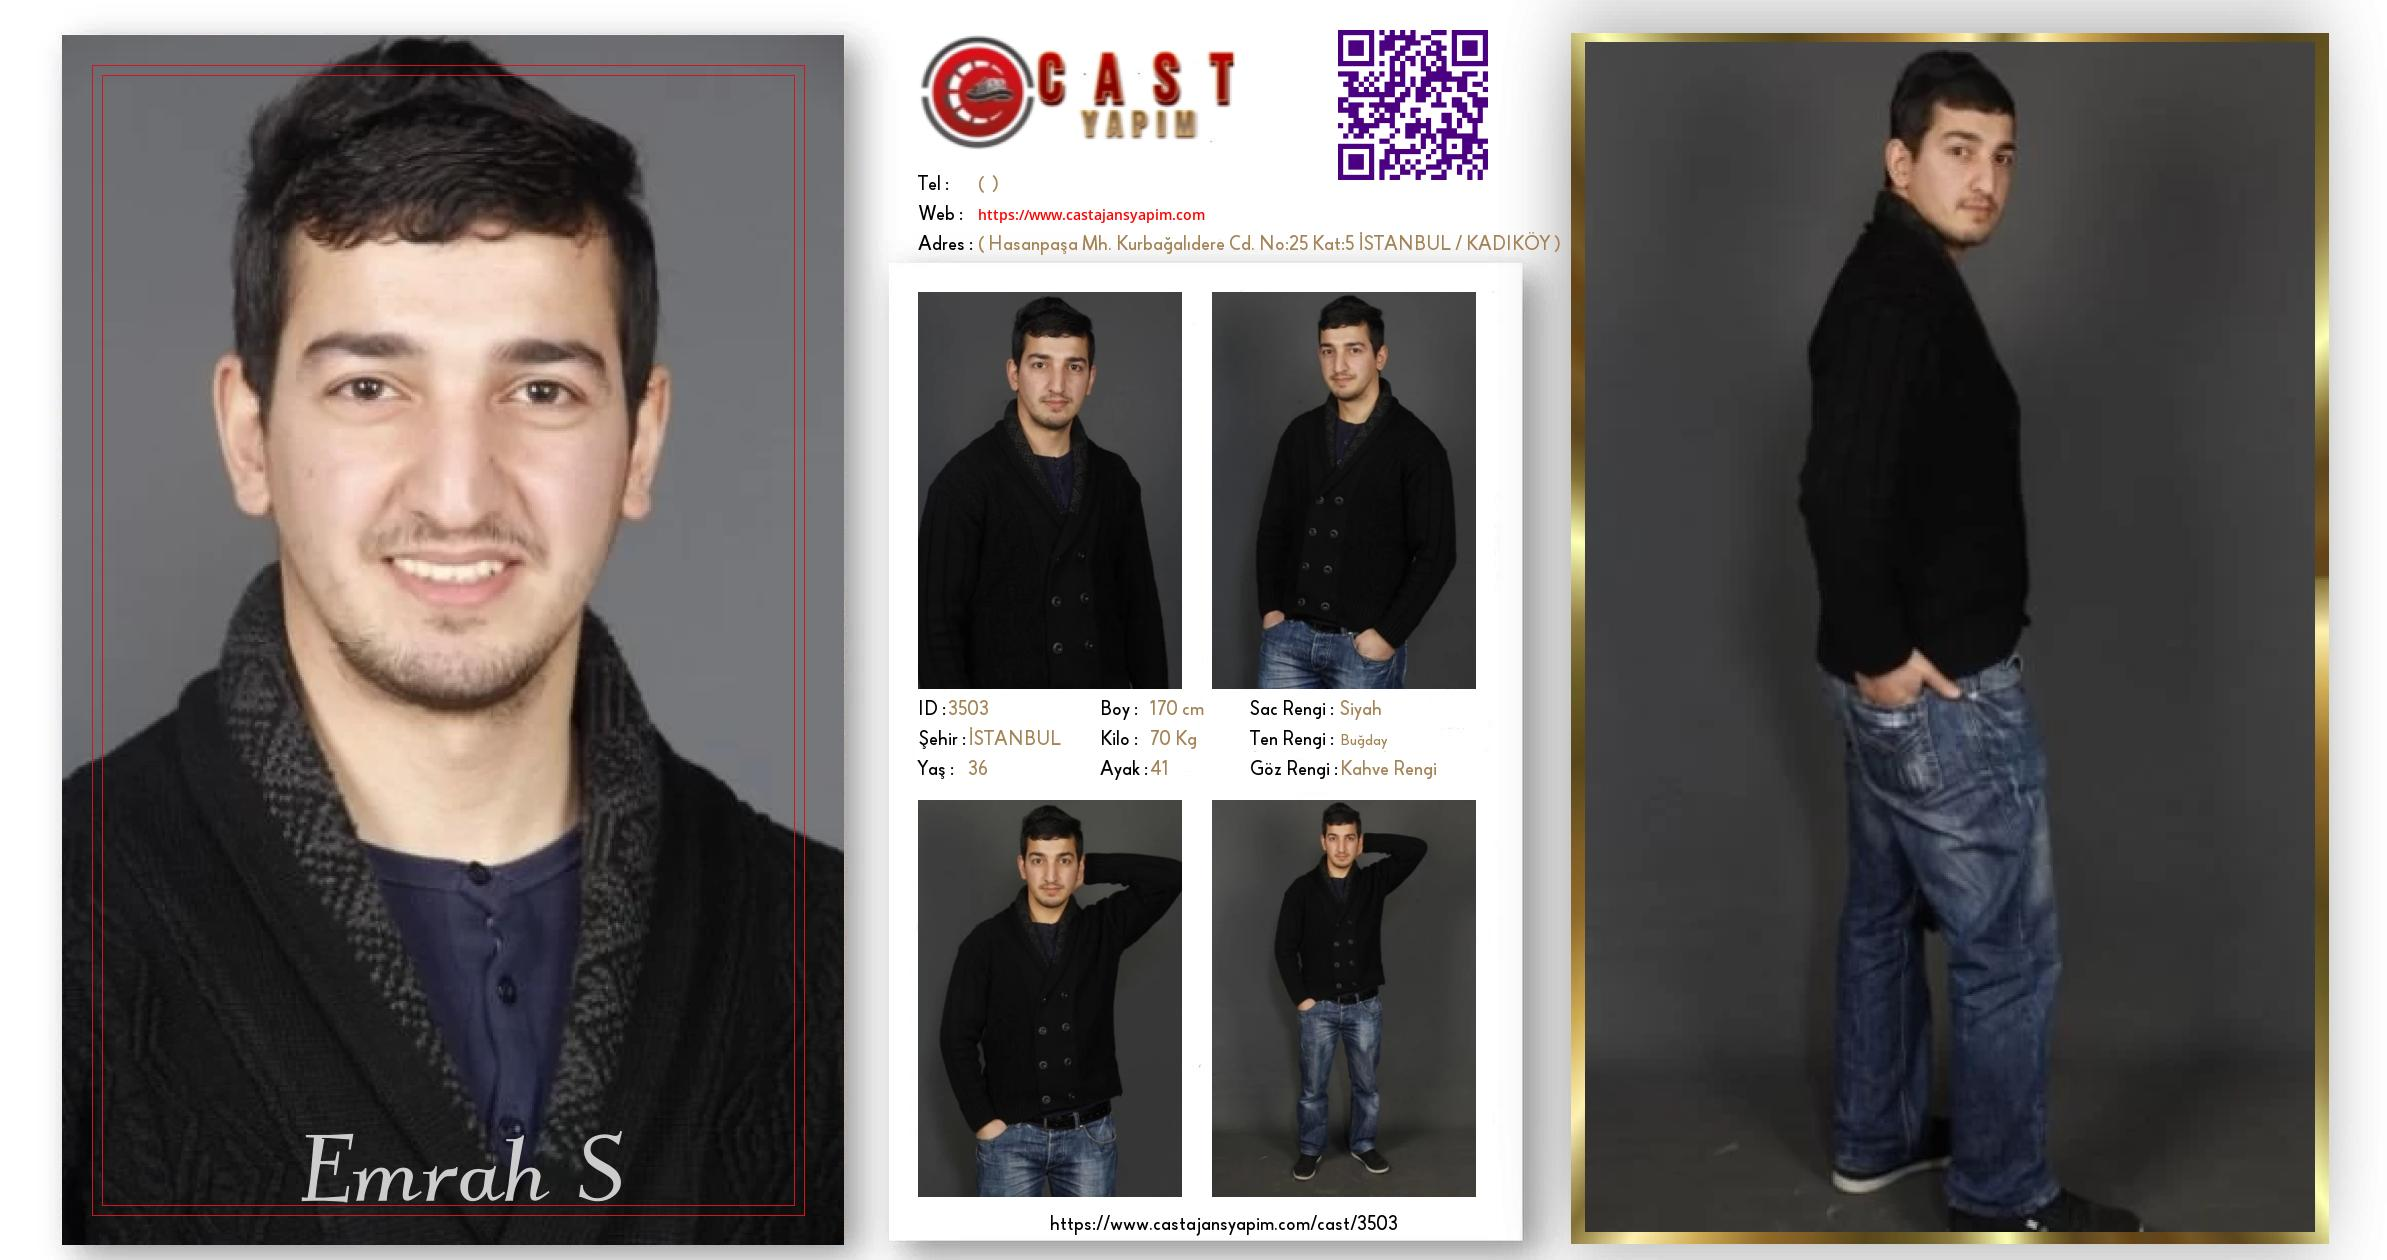 Emrah S
CAST
YAPIM
Tel : ( )
Web : https://www.castajansyapim.com
Adres : ( Hasanpaşa Mh. Kurbağalıdere Cd. No:25 Kat:5 İSTANBUL / KADIKÖY )
ID : 3503 Boy : 170 cm Sac Rengi : Siyah
Şehir : İSTANBUL Kilo : 70 Kg Ten Rengi : Buğday
Yaş : 36 Ayak : 41 Göz Rengi : Kahve Rengi
https://www.castajansyapim.com/cast/3503